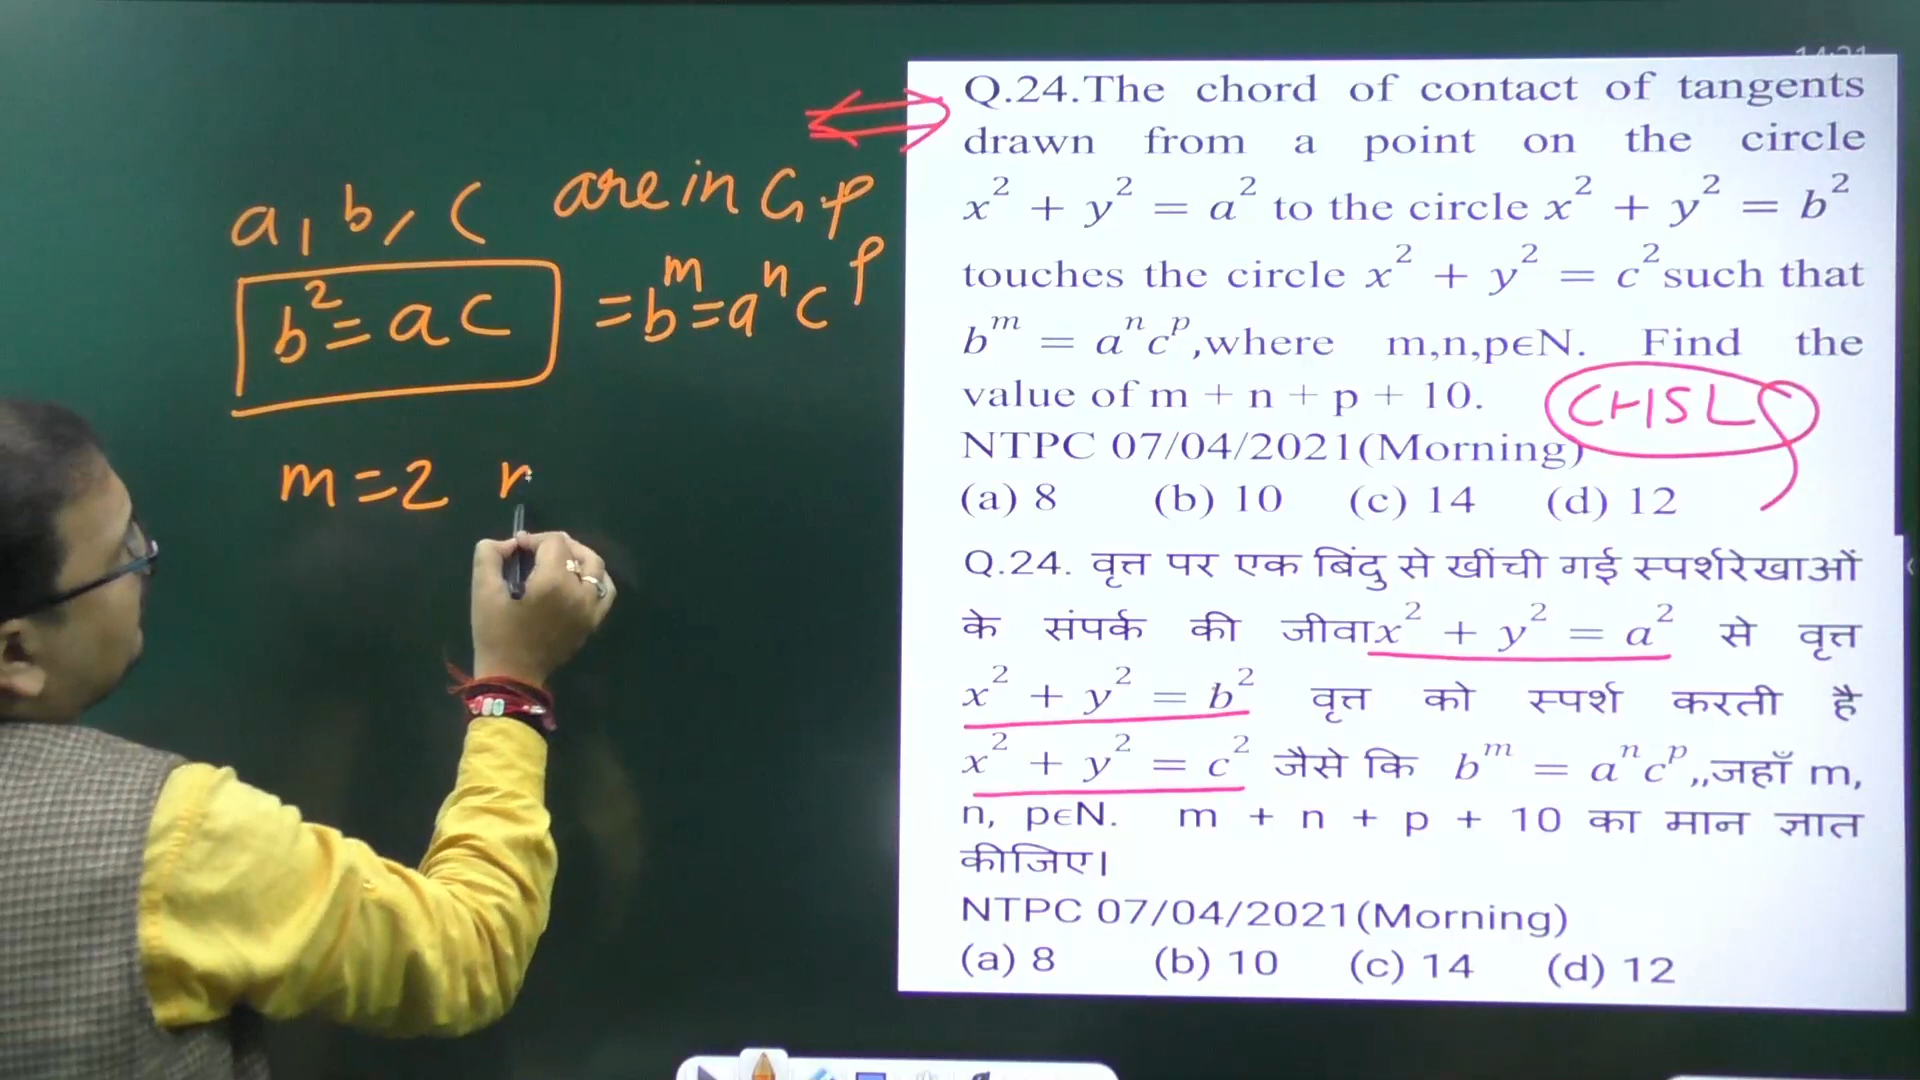 a, b, c are in G.P
b² = ac = b^m = a^n c^p
m = 2 n
Q.24.The chord of contact of tangents
drawn from a point on the circle
x² + y² = a² to the circle x² + y² = b²
touches the circle x² + y² = c² such that
b^m = a^n c^p,where m,n,pϵN. Find the
value of m + n + p + 10.
CHSL
NTPC 07/04/2021(Morning)
(a) 8 (b) 10 (c) 14 (d) 12
Q.24. वृत्त पर एक बिंदु से खींची गई स्पर्शरेखाओं
के संपर्क की जीवाx² + y² = a² से वृत्त
x² + y² = b² वृत्त को स्पर्श करती है
x² + y² = c² जैसे कि b^m = a^n c^p,,जहाँ m,
n, pϵN. m + n + p + 10 का मान ज्ञात
कीजिए।
NTPC 07/04/2021(Morning)
(a) 8 (b) 10 (c) 14 (d) 12